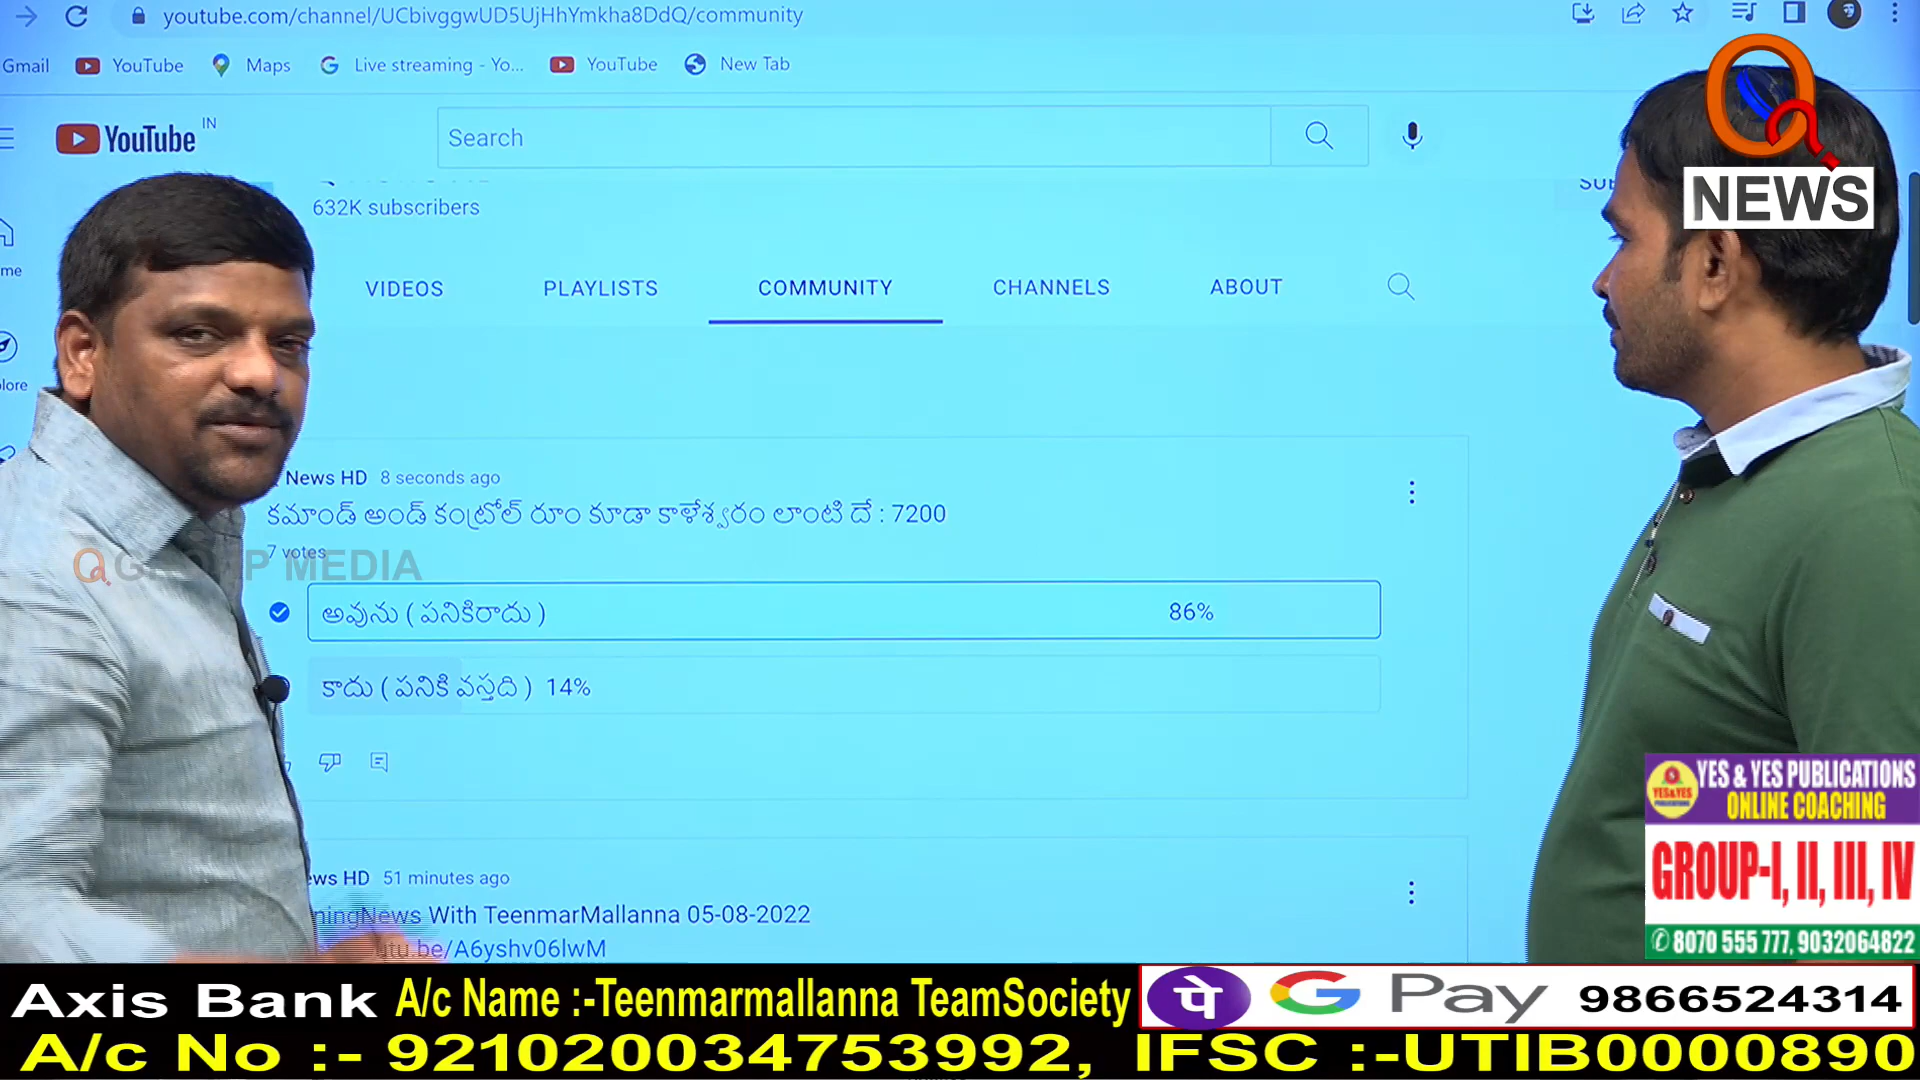 youtube.com/channel/UCbivggwUD5UjHhYmkha8DdQ/community
Gmail YouTube Maps Live streaming - Yo... YouTube New Tab
YouTube IN
Search
632K subscribers
VIDEOS PLAYLISTS COMMUNITY CHANNELS ABOUT
Q NEWS
News HD 8 seconds ago
కమాండ్ అండ్ కంట్రోల్ రూం కూడా కాళేశ్వరం లాంటి దే : 7200
7 votes
GROUP MEDIA
అవును ( పనికిరాదు ) 86%
కాదు ( పనికి వస్తది ) 14%
News HD 51 minutes ago
With TeenmarMallanna 05-08-2022
utu.be/A6yshv06lwM
YES & YES PUBLICATIONS
ONLINE COACHING
YES&YES
GROUP-I, II, III, IV
8070 555 777, 9032064822
Axis Bank A/c Name :-Teenmarmallanna TeamSociety
पे G Pay 9866524314
A/c No :- 921020034753992, IFSC :-UTIB0000890